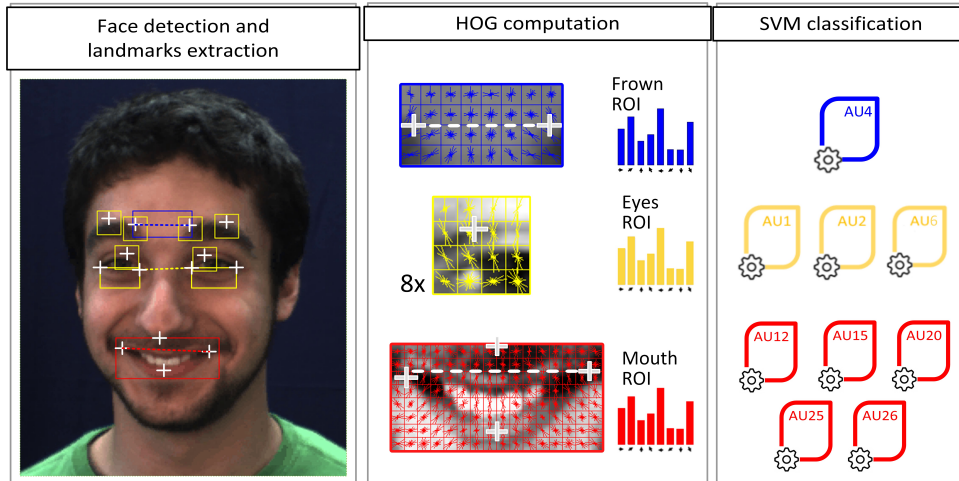 Face detection and
landmarks extraction
HOG computation
SVM classification
Frown
ROI
AU4
Eyes
ROI
8x
AU1
AU2
AU6
Mouth
ROI
AU12
AU15
AU20
AU25
AU26